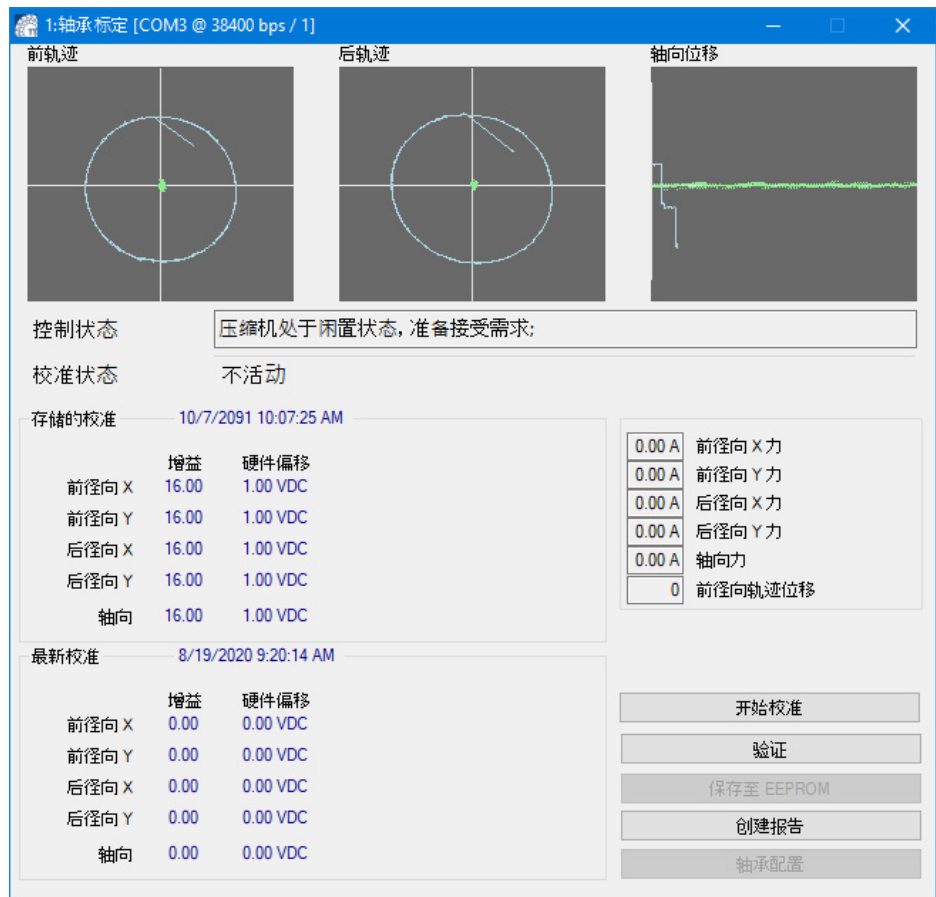 1:轴承标定 [COM3 @ 38400 bps / 1]
前轨迹 后轨迹 轴向位移
控制状态 压缩机处于闲置状态, 准备接受需求;
校准状态 不活动
存储的校准 10/7/2091 10:07:25 AM
增益 硬件偏移
前径向 X 16.00 1.00 VDC
前径向 Y 16.00 1.00 VDC
后径向 X 16.00 1.00 VDC
后径向 Y 16.00 1.00 VDC
轴向 16.00 1.00 VDC
0.00 A 前径向 X 力
0.00 A 前径向 Y 力
0.00 A 后径向 X 力
0.00 A 后径向 Y 力
0.00 A 轴向力
0 前径向轨迹位移
最新校准 8/19/2020 9:20:14 AM
增益 硬件偏移
前径向 X 0.00 0.00 VDC
前径向 Y 0.00 0.00 VDC
后径向 X 0.00 0.00 VDC
后径向 Y 0.00 0.00 VDC
轴向 0.00 0.00 VDC
开始校准
验证
保存至 EEPROM
创建报告
轴承配置